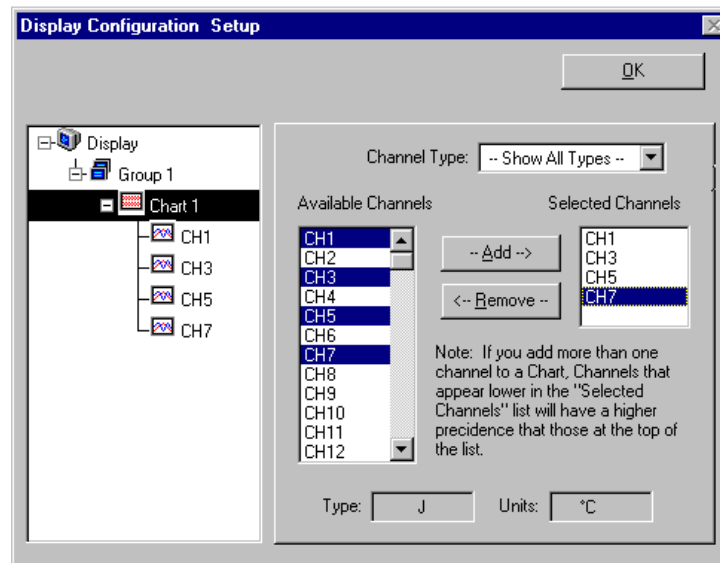 Display Configuration Setup
OK
Display
Group 1
Chart 1
CH1
CH3
CH5
CH7
Channel Type: -- Show All Types --
Available Channels
CH1
CH2
CH3
CH4
CH5
CH6
CH7
CH8
CH9
CH10
CH11
CH12
-- Add -->
<-- Remove --
Selected Channels
CH1
CH3
CH5
CH7
Note: If you add more than one
channel to a Chart, Channels that
appear lower in the "Selected
Channels" list will have a higher
precidence that those at the top of
the list.
Type: J Units: °C